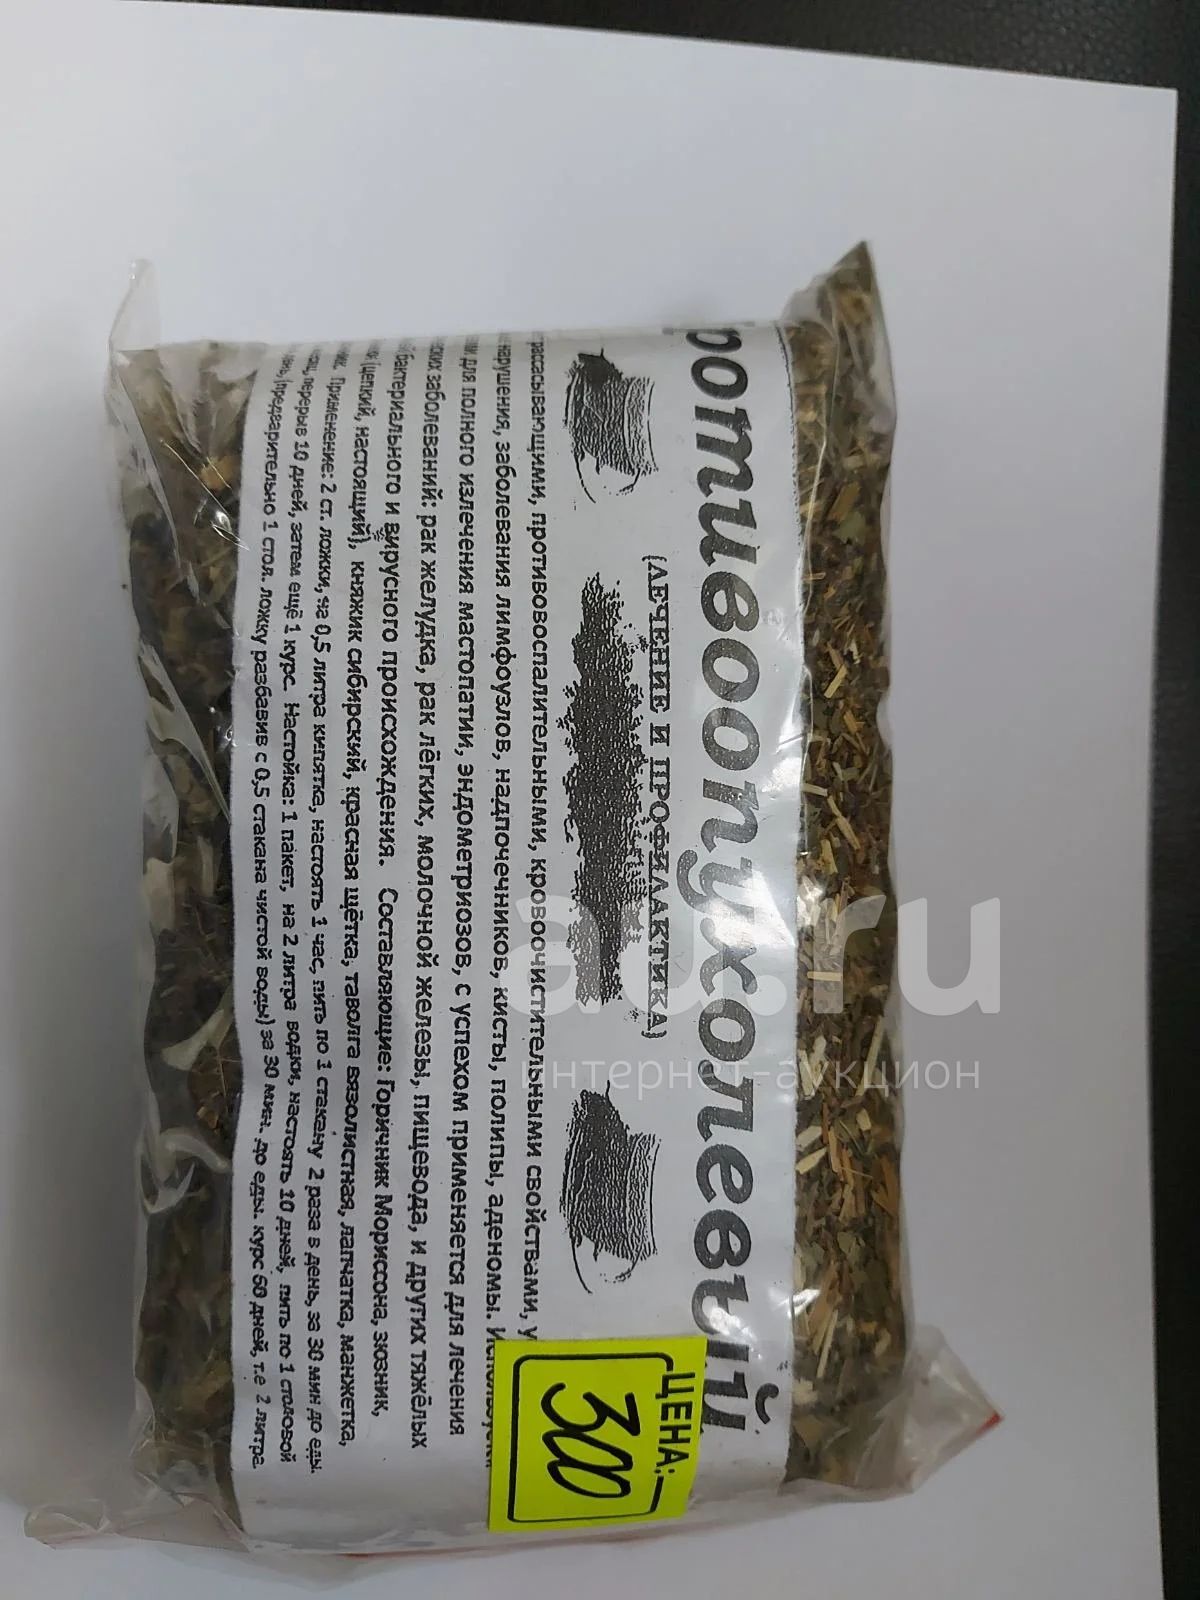 ротивоопухолевый
(ЛЕЧЕНИЕ И ПРОФИЛАКТИКА)
рассасывающими, противовоспалительными, кровоочистительными свойствами, у
нарушения, заболевания лимфоузлов, надпочечников, кисты, полипы, аденомы. Используем
для полного излечения мастопатии, эндометриозов, с успехом применяется для лечения
ских заболеваний: рак желудка, рак лёгких, молочной железы, пищевода, и других тяжёлых
бактериального и вирусного происхождения. Составляющие: Горичник Мориссона, зюзник,
(цепкий, настоящий), княжик сибирский, красная щётка, таволга вязолистная, лапчатка, манжетка,
ник. Применение: 2 ст. ложки, на 0,5 литра кипятка, настоять 1 час, пить по 1 стакану 2 раза в день, за 30 мин до еды.
перерыв 10 дней, затем ещё 1 курс. Настойка: 1 пакет, на 2 литра водки, настоять 10 дней, пить по 1 столовой
(предварительно 1 стол. ложку разбавив с 0,5 стакана чистой воды) за 30 мин. до еды. курс 60 дней, т.е 2 литра.
ЦЕНА:
300
au.ru
интернет-аукцион